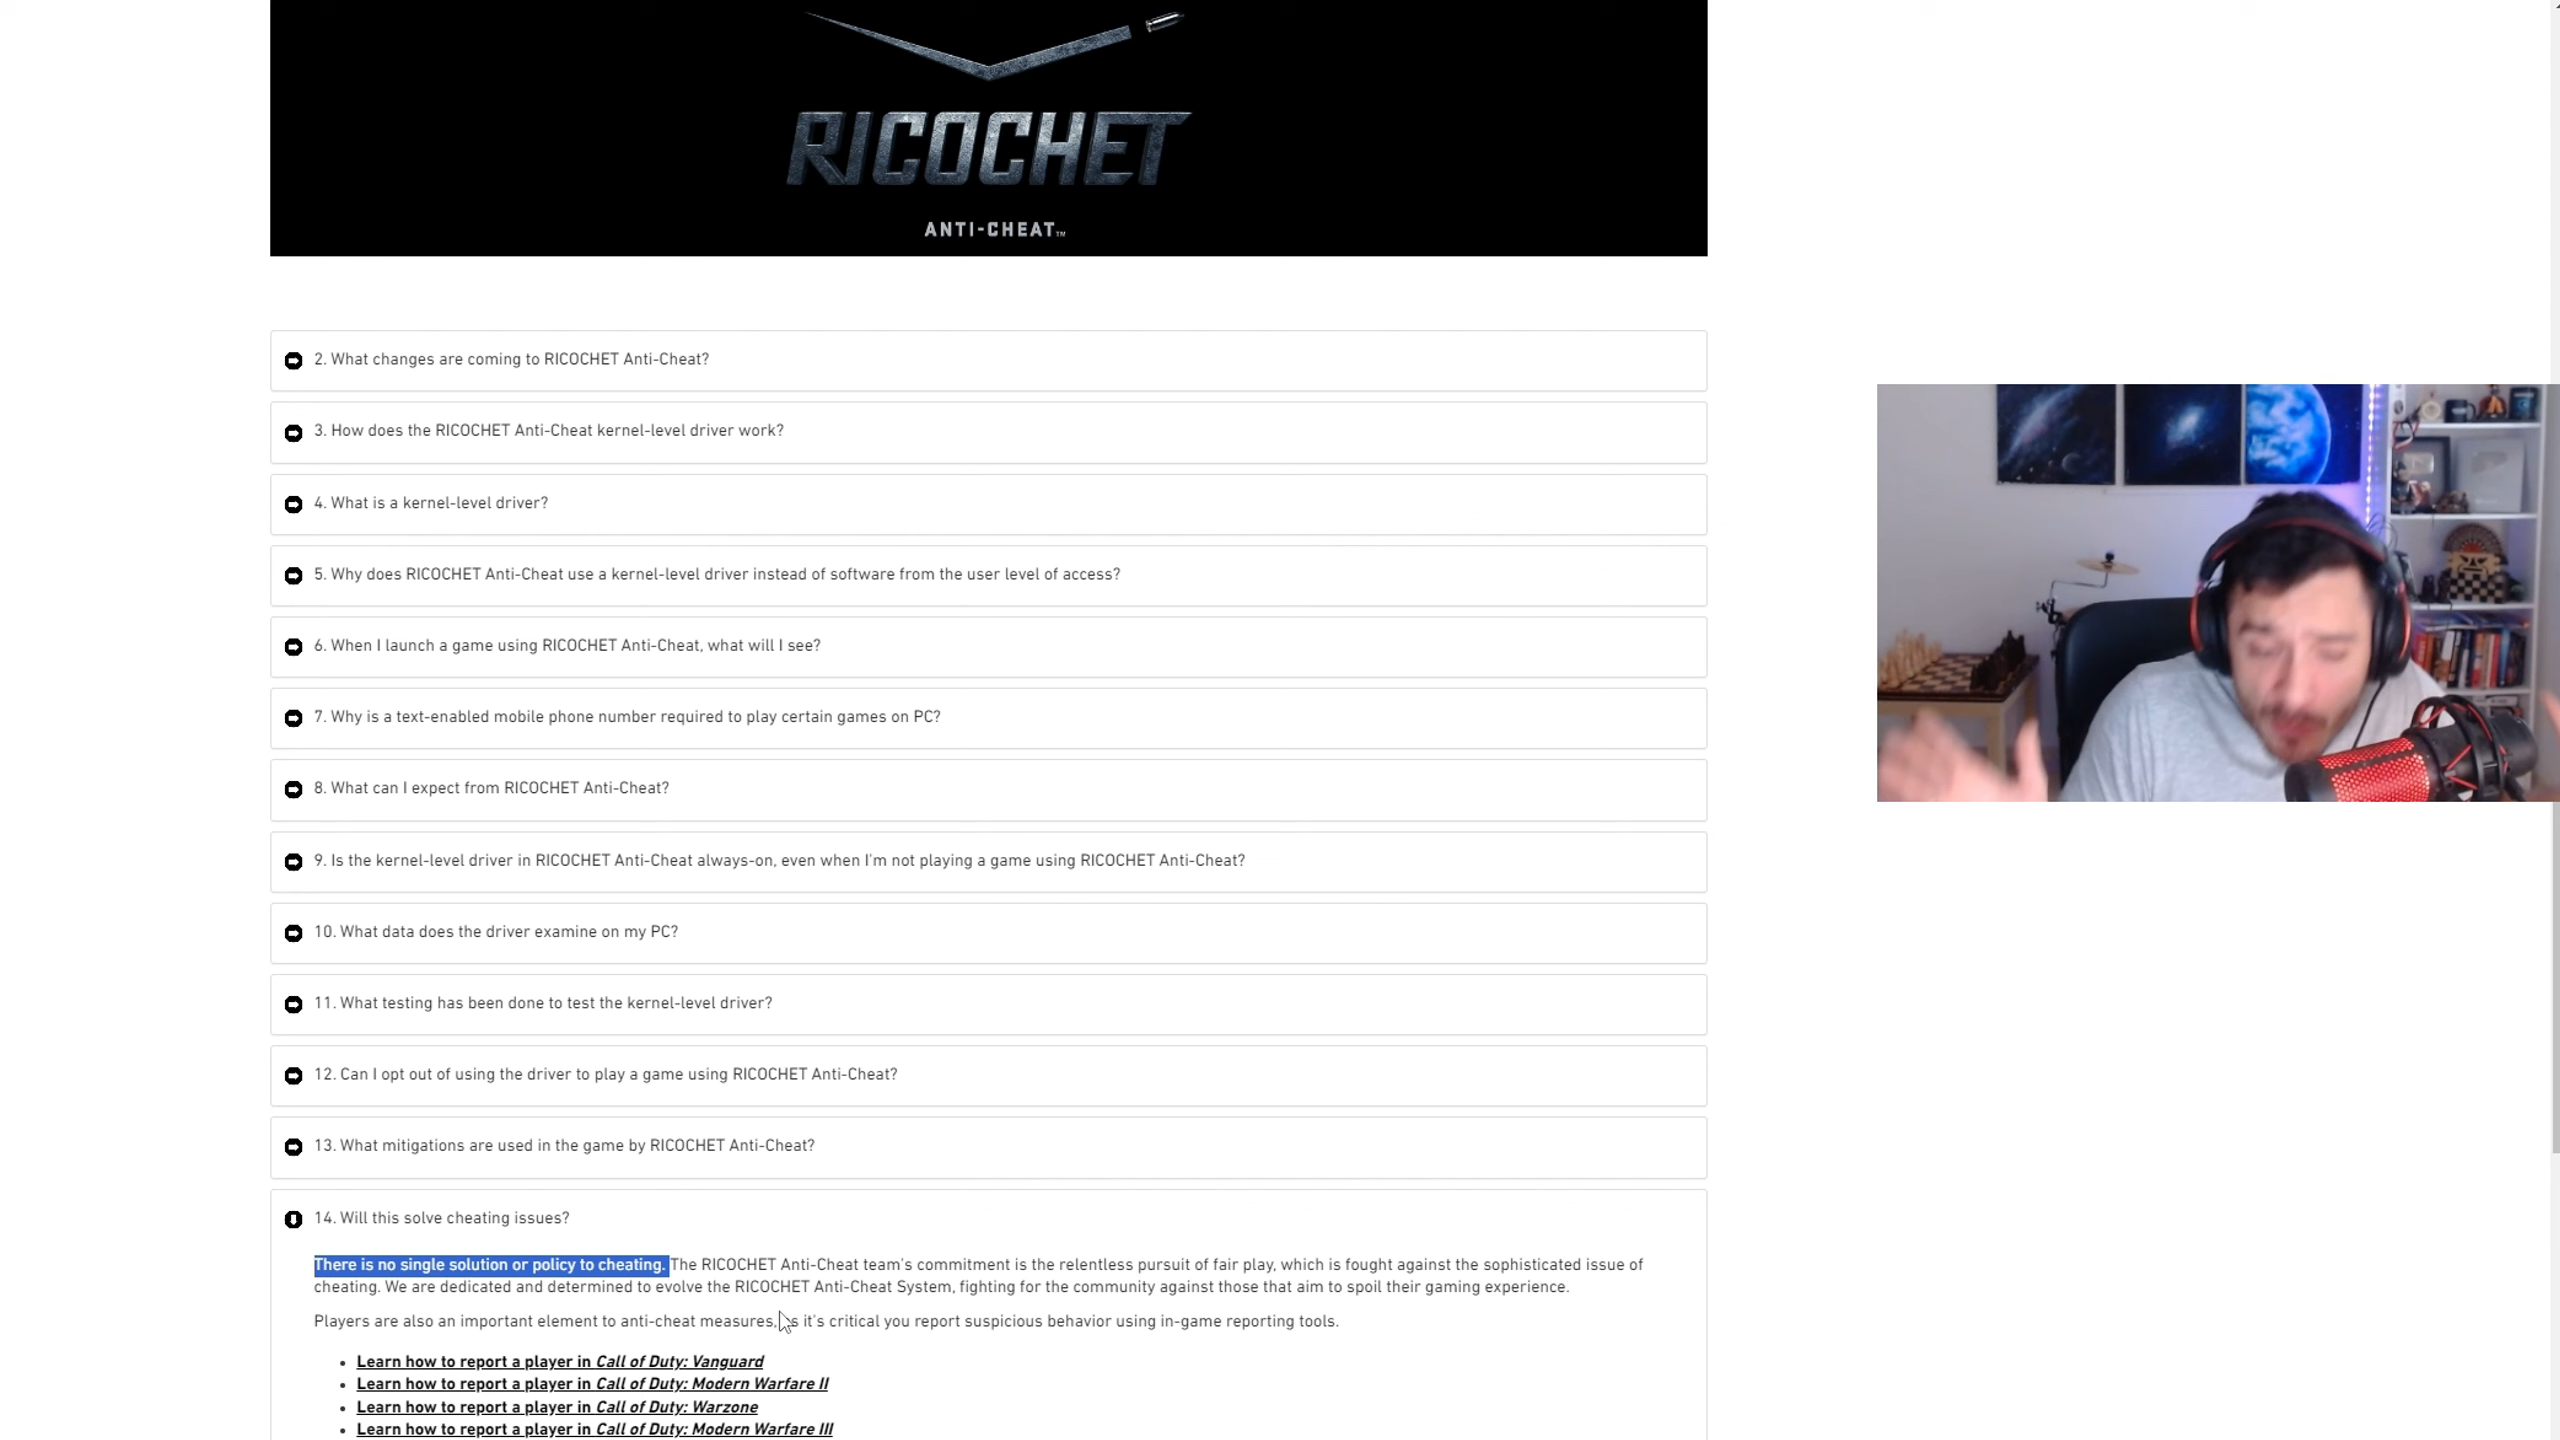 RICOCHET
ANTI-CHEAT™
2. What changes are coming to RICOCHET Anti-Cheat?
3. How does the RICOCHET Anti-Cheat kernel-level driver work?
4. What is a kernel-level driver?
5. Why does RICOCHET Anti-Cheat use a kernel-level driver instead of software from the user level of access?
6. When I launch a game using RICOCHET Anti-Cheat, what will I see?
7. Why is a text-enabled mobile phone number required to play certain games on PC?
8. What can I expect from RICOCHET Anti-Cheat?
9. Is the kernel-level driver in RICOCHET Anti-Cheat always-on, even when I'm not playing a game using RICOCHET Anti-Cheat?
10. What data does the driver examine on my PC?
11. What testing has been done to test the kernel-level driver?
12. Can I opt out of using the driver to play a game using RICOCHET Anti-Cheat?
13. What mitigations are used in the game by RICOCHET Anti-Cheat?
14. Will this solve cheating issues?
There is no single solution or policy to cheating. The RICOCHET Anti-Cheat team's commitment is the relentless pursuit of fair play, which is fought against the sophisticated issue of
cheating. We are dedicated and determined to evolve the RICOCHET Anti-Cheat System, fighting for the community against those that aim to spoil their gaming experience.
Players are also an important element to anti-cheat measures, as it's critical you report suspicious behavior using in-game reporting tools.
• Learn how to report a player in Call of Duty: Vanguard
• Learn how to report a player in Call of Duty: Modern Warfare II
• Learn how to report a player in Call of Duty: Warzone
• Learn how to report a player in Call of Duty: Modern Warfare III